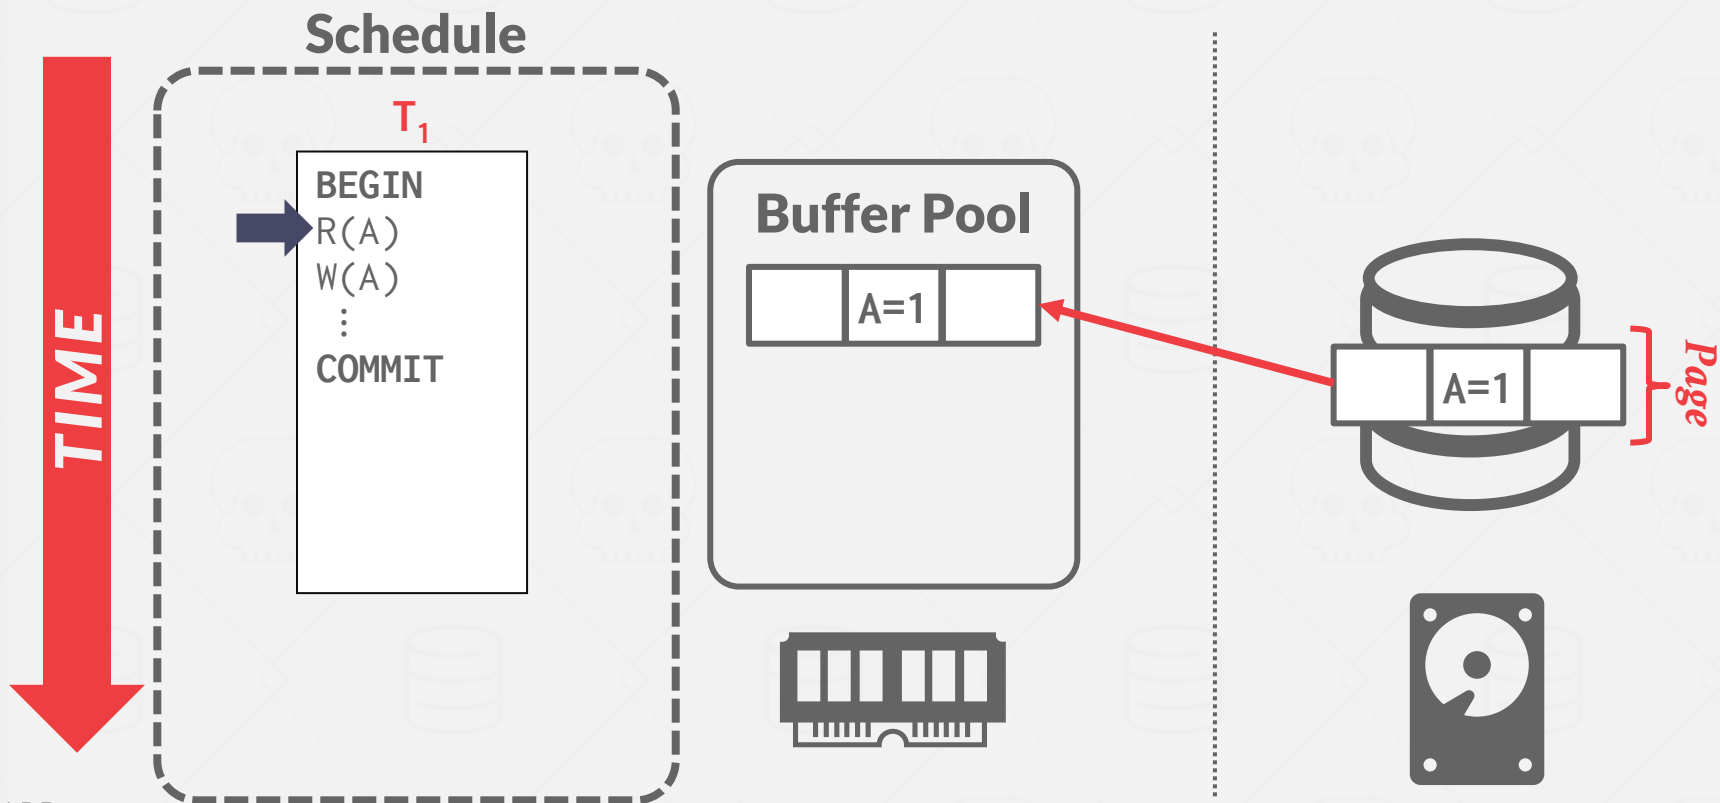 Schedule
TIME
T₁
BEGIN
R(A)
W(A)
⋮
COMMIT
Buffer Pool
A=1
A=1
Page